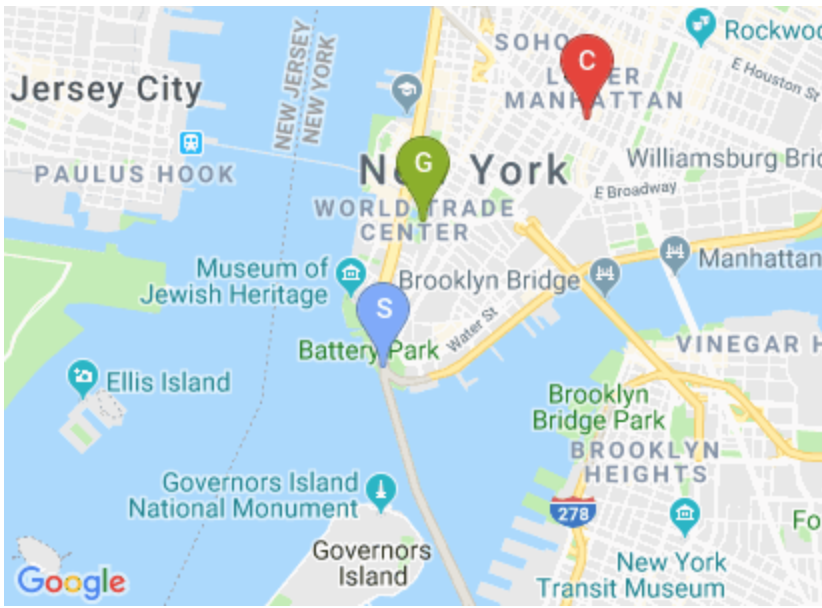 SOHO
C
Rockwoo
E Houston St
LOWER
MANHATTAN
Jersey City
NEW JERSEY
NEW YORK
PAULUS HOOK
G
New York
Williamsburg Brid
E Broadway
WORLD TRADE
CENTER
Museum of
Jewish Heritage
Brooklyn Bridge
Manhattan
S
Water St
Battery Park
VINEGAR H
Ellis Island
Brooklyn
Bridge Park
BROOKLYN
HEIGHTS
Governors Island
National Monument
278
Fo
Governors
Island
New York
Transit Museum
Google